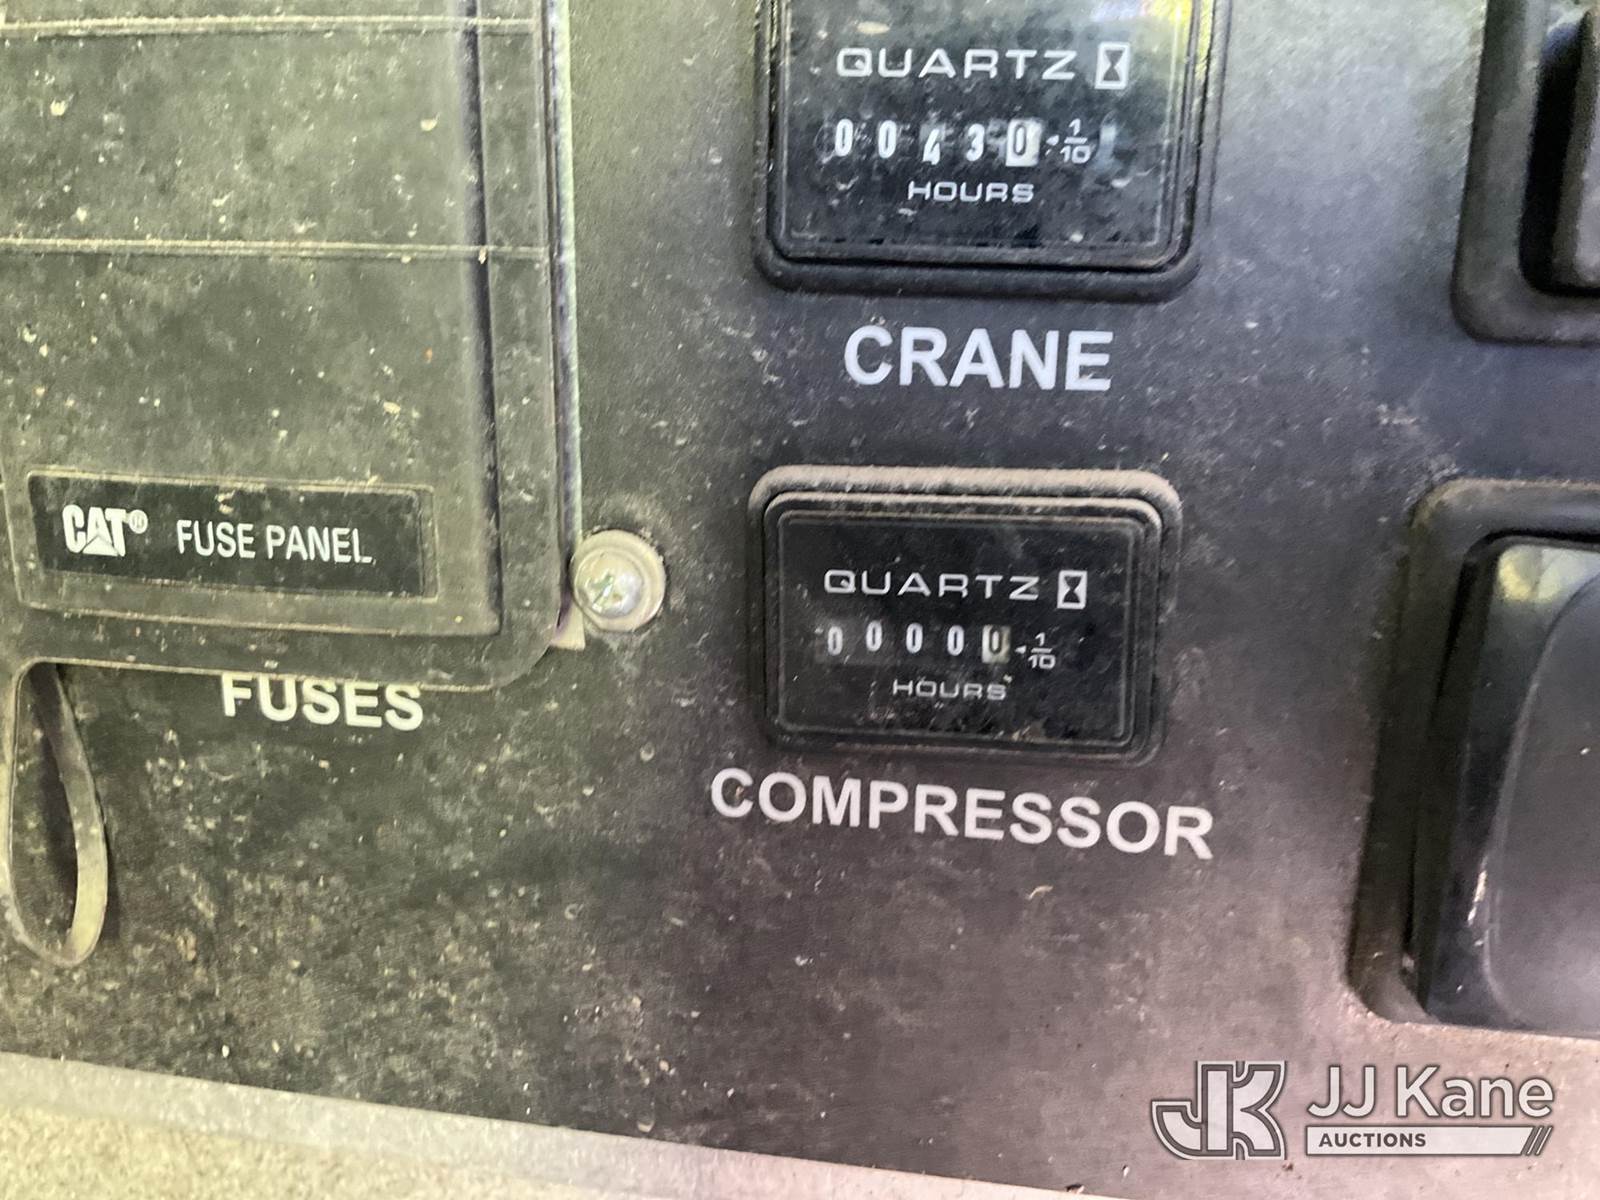 QUARTZ
0 0 4 3 0 1/10
HOURS
CRANE
CAT® FUSE PANEL
FUSES
QUARTZ
0 0 0 0 0 1/10
HOURS
COMPRESSOR
JK JJ Kane
AUCTIONS